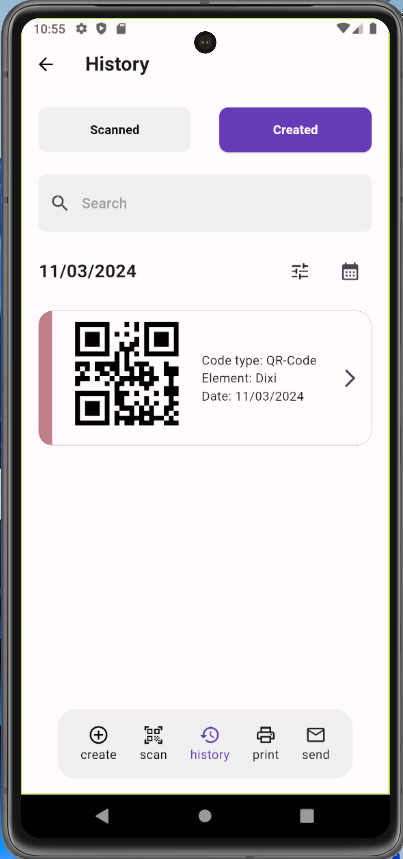 10:55
History
Scanned
Created
Search
11/03/2024
Code type: QR-Code
Element: Dixi
Date: 11/03/2024
create
scan
history
print
send